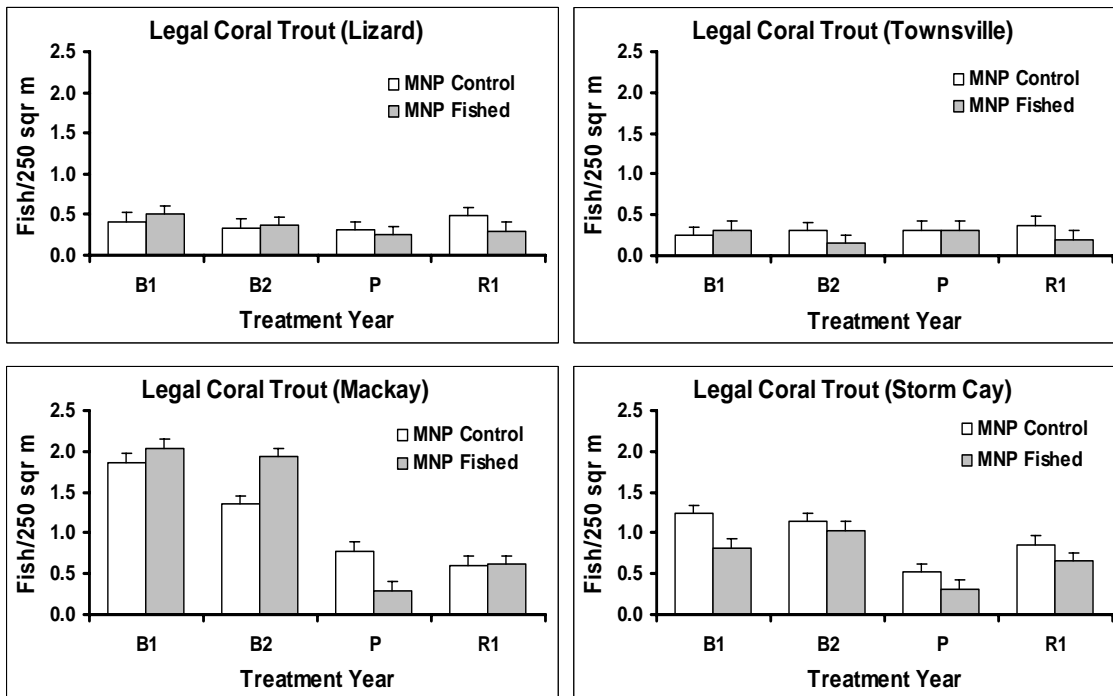 Legal Coral Trout (Lizard)
2.5
2.0
1.5
1.0
0.5
0.0
Fish/250 sqr m
MNP Control
MNP Fished
B1 B2 P R1
Treatment Year
Legal Coral Trout (Townsville)
2.5
2.0
1.5
1.0
0.5
0.0
Fish/250 sqr m
MNP Control
MNP Fished
B1 B2 P R1
Treatment Year
Legal Coral Trout (Mackay)
2.5
2.0
1.5
1.0
0.5
0.0
Fish/250 sqr m
MNP Control
MNP Fished
B1 B2 P R1
Treatment Year
Legal Coral Trout (Storm Cay)
2.5
2.0
1.5
1.0
0.5
0.0
Fish/250 sqr m
MNP Control
MNP Fished
B1 B2 P R1
Treatment Year